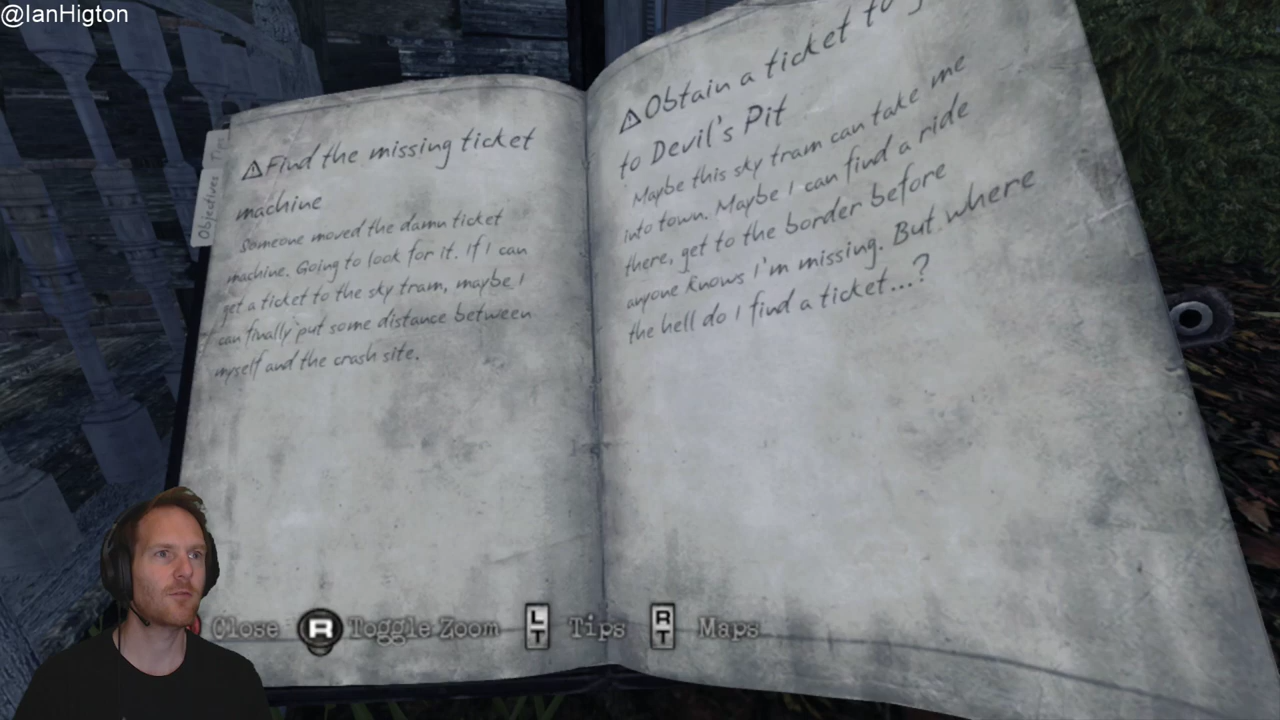 @IanHigton
Objectives
⚠Find the missing ticket
machine
Someone moved the damn ticket
machine. Going to look for it. If I can
get a ticket to the sky tram, maybe I
can finally put some distance between
myself and the crash site.
⚠Obtain a ticket to
to Devil's Pit
Maybe this sky tram can take me
into town. Maybe I can find a ride
there, get to the border before
anyone knows I'm missing. But where
the hell do I find a ticket...?
Close R Toggle Zoom LT Tips RT Maps